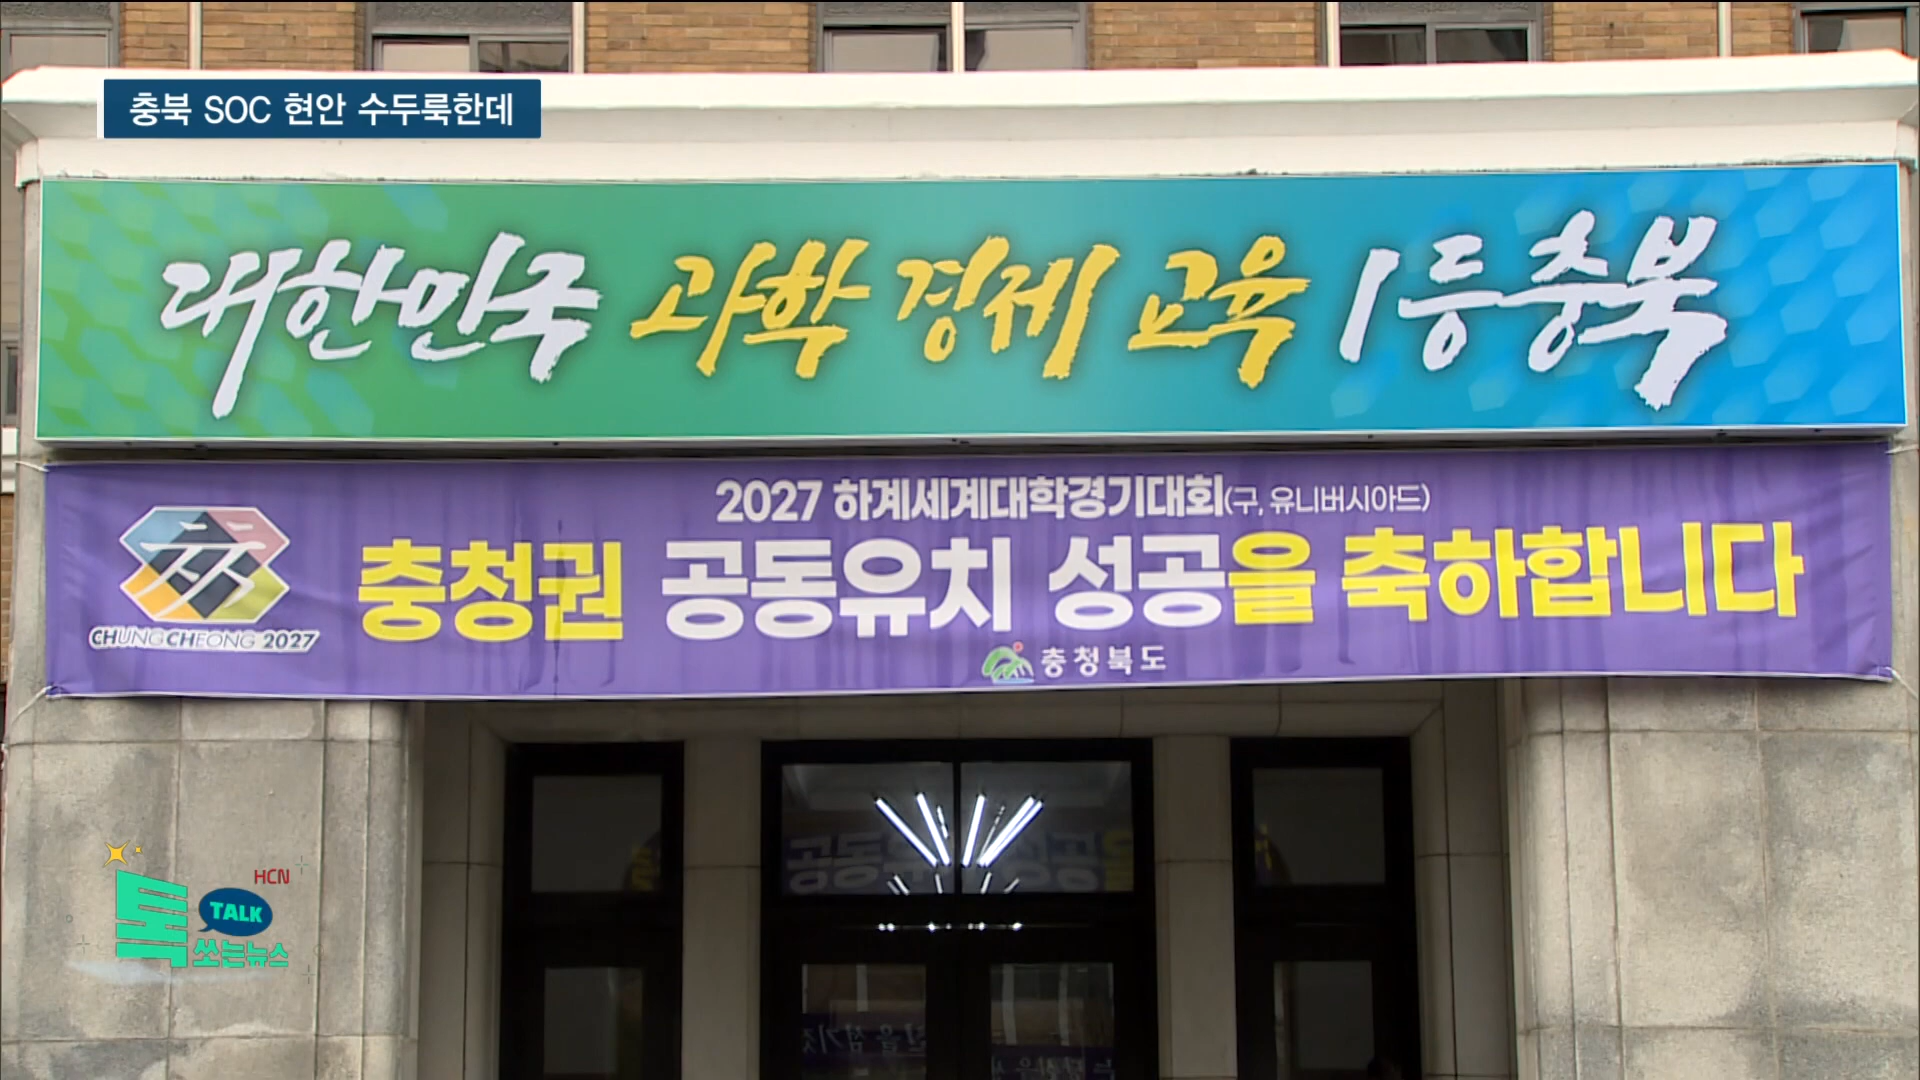 충북 SOC 현안 수두룩한데
대한민국 과학 경제 교육 1등 충북
2027 하계세계대학경기대회(구, 유니버시아드)
충청권 공동유치 성공을 축하합니다
CHUNGCHEONG 2027
충청북도
HCN
톡 TALK
쏘는뉴스